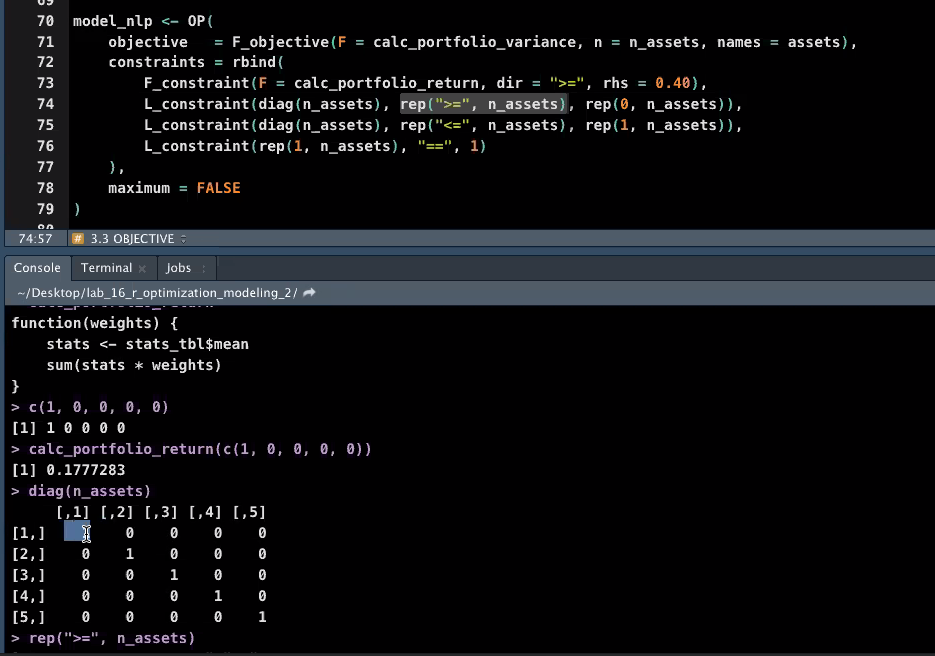 70 model_nlp <- OP(
71 objective   = F_objective(F = calc_portfolio_variance, n = n_assets, names = assets),
72 constraints = rbind(
73 F_constraint(F = calc_portfolio_return, dir = ">=", rhs = 0.40),
74 L_constraint(diag(n_assets), rep(">=", n_assets), rep(0, n_assets)),
75 L_constraint(diag(n_assets), rep("<=", n_assets), rep(1, n_assets)),
76 L_constraint(rep(1, n_assets), "==", 1)
77 ),
78 maximum = FALSE
79 )
74:57 # 3.3 OBJECTIVE
Console Terminal × Jobs
~/Desktop/lab_16_r_optimization_modeling_2/
function(weights) {
stats <- stats_tbl$mean
sum(stats * weights)
}
> c(1, 0, 0, 0, 0)
[1] 1 0 0 0 0
> calc_portfolio_return(c(1, 0, 0, 0, 0))
[1] 0.1777283
> diag(n_assets)
[,1] [,2] [,3] [,4] [,5]
[1,] 0 0 0 0
[2,] 0 1 0 0 0
[3,] 0 0 1 0 0
[4,] 0 0 0 1 0
[5,] 0 0 0 0 1
> rep(">=", n_assets)